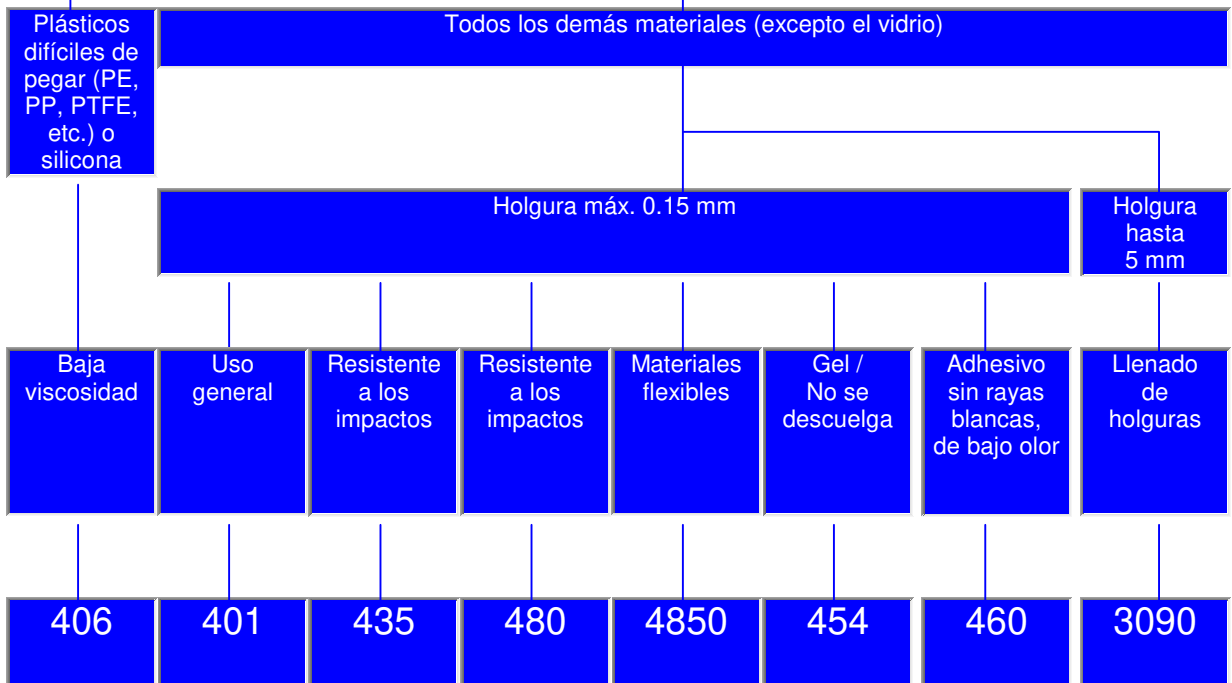 Plásticos
difíciles de
pegar (PE,
PP, PTFE,
etc.) o
silicona
Todos los demás materiales (excepto el vidrio)
Holgura máx. 0.15 mm
Holgura
hasta
5 mm
Baja
viscosidad
Uso
general
Resistente
a los
impactos
Resistente
a los
impactos
Materiales
flexibles
Gel /
No se
descuelga
Adhesivo
sin rayas
blancas,
de bajo olor
Llenado
de
holguras
406
401
435
480
4850
454
460
3090